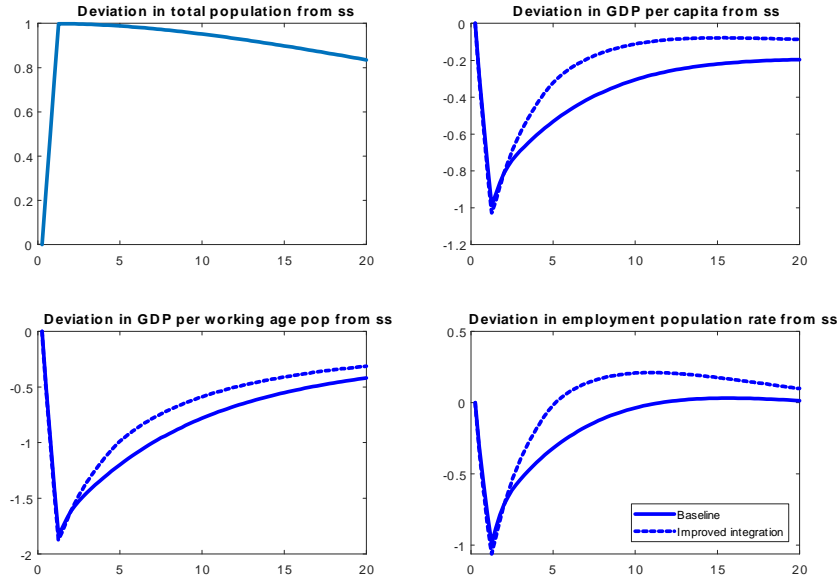 Deviation in total population from ss
1
0.8
0.6
0.4
0.2
0
0 5 10 15 20
Deviation in GDP per capita from ss
0
-0.2
-0.4
-0.6
-0.8
-1
-1.2
0 5 10 15 20
Deviation in GDP per working age pop from ss
0
-0.5
-1
-1.5
-2
0 5 10 15 20
Deviation in employment population rate from ss
0.5
0
-0.5
-1
0 5 10 15 20
Baseline
Improved integration